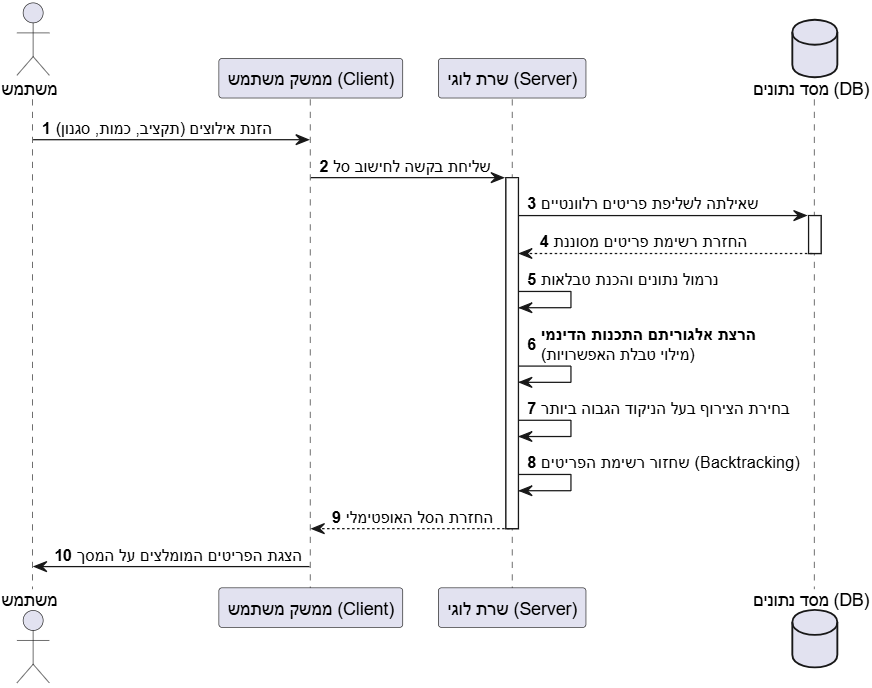 משתמש
ממשק משתמש (Client)
שרת לוגי (Server)
מסד נתונים (DB)
1 הזנת אילוצים (תקציב, כמות, סגנון)
2 שליחת בקשה לחישוב סל
3 שאילתה לשליפת פריטים רלוונטיים
4 החזרת רשימת פריטים מסוננת
5 נרמול נתונים והכנת טבלאות
6 הרצת אלגוריתם התכנות הדינמי
(מילוי טבלת האפשרויות)
7 בחירת הצירוף בעל הניקוד הגבוה ביותר
8 שחזור רשימת הפריטים (Backtracking)
9 החזרת הסל האופטימלי
10 הצגת הפריטים המומלצים על המסך
משתמש
ממשק משתמש (Client)
שרת לוגי (Server)
מסד נתונים (DB)